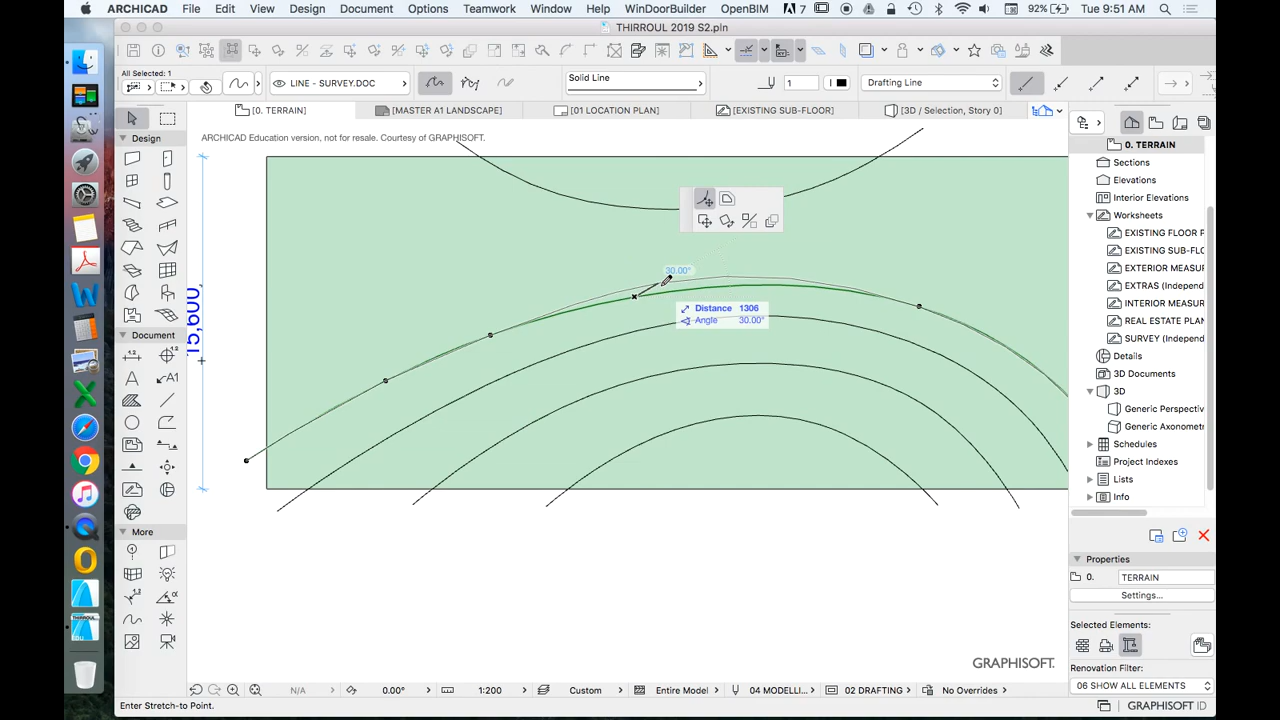 ARCHICAD File Edit View Design Document Options Teamwork Window Help WinDoorBuilder OpenBIM 7 92% Tue 9:51 AM
THIRROUL 2019 S2.pln
All Selected: 1
LINE - SURVEY.DOC
Solid Line
1
Drafting Line
[0. TERRAIN]
[MASTER A1 LANDSCAPE]
[01 LOCATION PLAN]
[EXISTING SUB-FLOOR]
[3D / Selection, Story 0]
ARCHICAD Education version, not for resale. Courtesy of GRAPHISOFT.
Design
Document
More
15,600
30.00°
Distance 1306
Angle 30.00°
0. TERRAIN
Sections
Elevations
Interior Elevations
Worksheets
EXISTING FLOOR P
EXISTING SUB-FLO
EXTERIOR MEASUR
EXTRAS (Independ
INTERIOR MEASUR
REAL ESTATE PLAN
SURVEY (Independ
Details
3D Documents
3D
Generic Perspectiv
Generic Axonomet
Schedules
Project Indexes
Lists
Info
Properties
0. TERRAIN
Settings...
Selected Elements:
Renovation Filter:
06 SHOW ALL ELEMENTS
GRAPHISOFT.
N/A
0.00°
1:200
Custom
Entire Model
04 MODELLI...
02 DRAFTING
No Overrides
Enter Stretch-to Point.
GRAPHISOFT ID